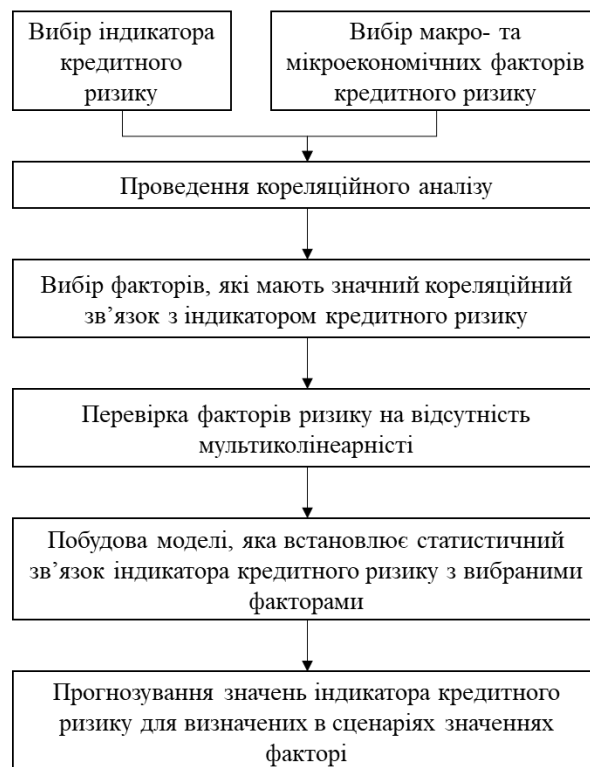 Вибір індикатора
кредитного
ризику
Вибір макро- та
мікроекономічних факторів
кредитного ризику
Проведення кореляційного аналізу
Вибір факторів, які мають значний кореляційний
зв’язок з індикатором кредитного ризику
Перевірка факторів ризику на відсутність
мультиколінеарністі
Побудова моделі, яка встановлює статистичний
зв’язок індикатора кредитного ризику з вибраними
факторами
Прогнозування значень індикатора кредитного
ризику для визначених в сценаріях значеннях
факторі